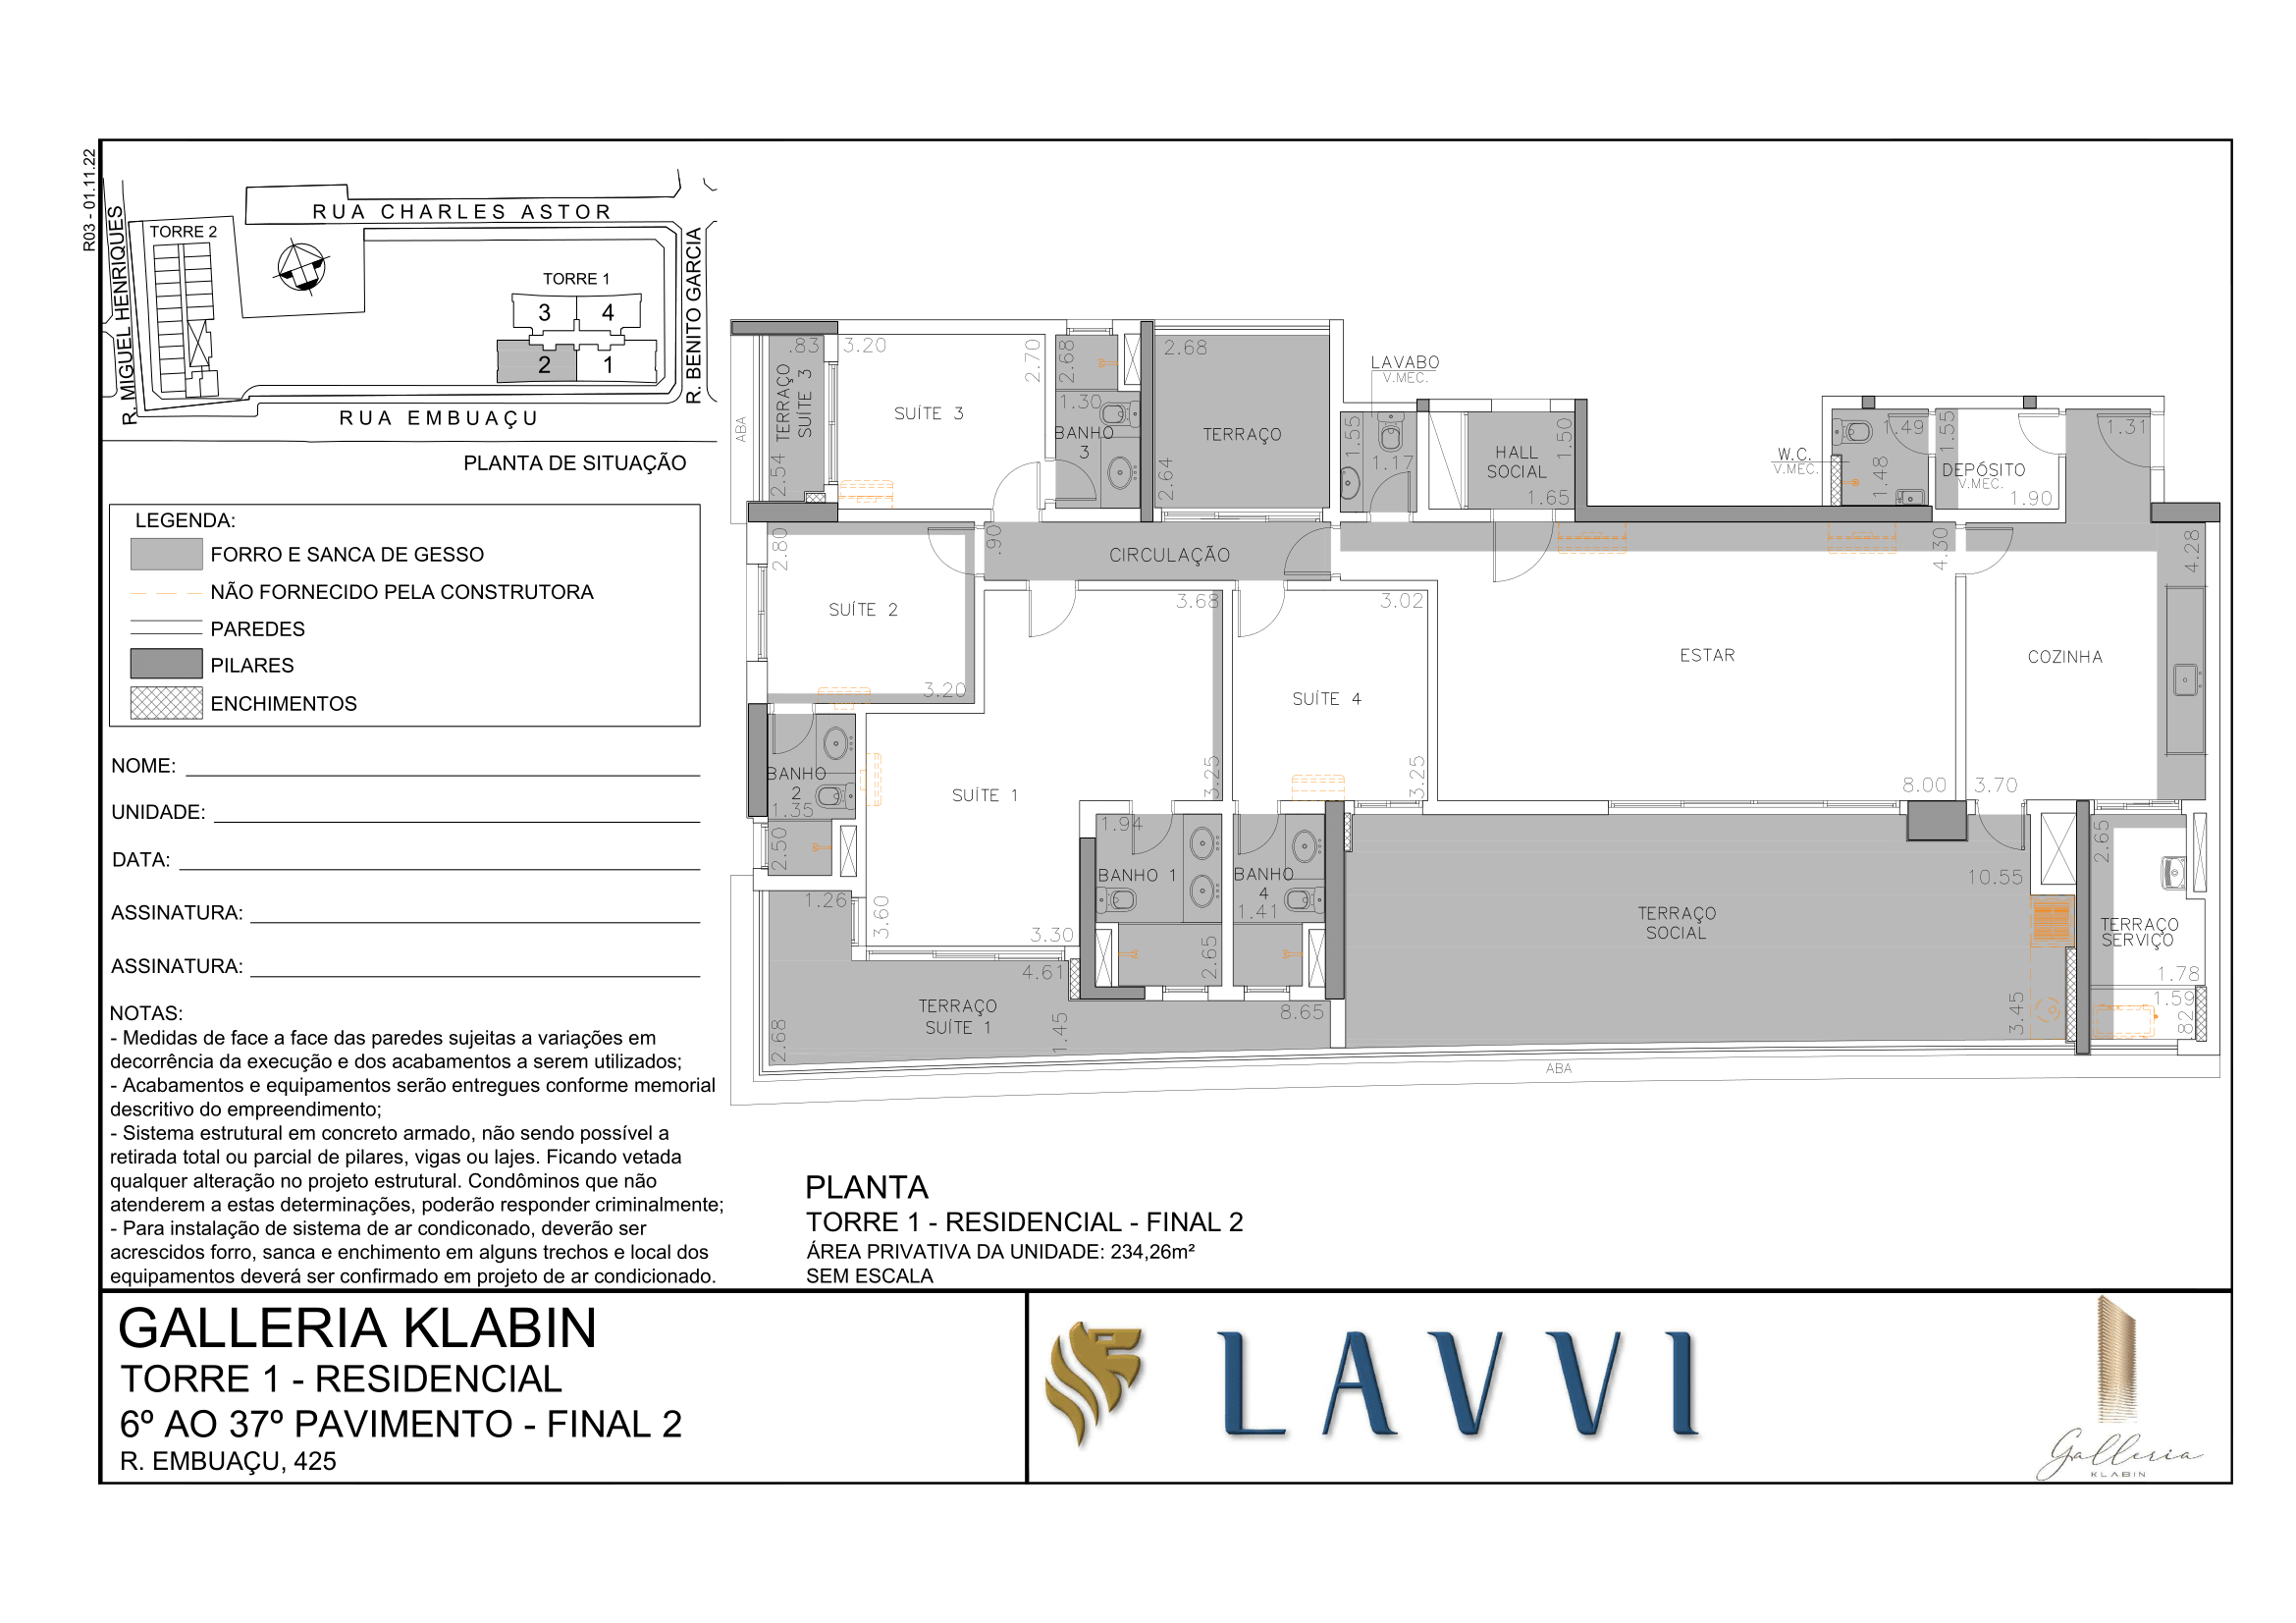 R03 - 01.11.22
RUA CHARLES ASTOR
R. MIGUEL HENRIQUES
TORRE 2
TORRE 1
3 4
2 1
R. BENITO GARCIA
RUA EMBUAÇU
PLANTA DE SITUAÇÃO
LEGENDA:
FORRO E SANCA DE GESSO
NÃO FORNECIDO PELA CONSTRUTORA
PAREDES
PILARES
ENCHIMENTOS
NOME:
UNIDADE:
DATA:
ASSINATURA:
ASSINATURA:
NOTAS:
- Medidas de face a face das paredes sujeitas a variações em
decorrência da execução e dos acabamentos a serem utilizados;
- Acabamentos e equipamentos serão entregues conforme memorial
descritivo do empreendimento;
- Sistema estrutural em concreto armado, não sendo possível a
retirada total ou parcial de pilares, vigas ou lajes. Ficando vetada
qualquer alteração no projeto estrutural. Condôminos que não
atenderem a estas determinações, poderão responder criminalmente;
- Para instalação de sistema de ar condiconado, deverão ser
acrescidos forro, sanca e enchimento em alguns trechos e local dos
equipamentos deverá ser confirmado em projeto de ar condicionado.
ABA
.83
TERRAÇO
SUÍTE 3
2.54
3.20
2.70
SUÍTE 3
2.68
1.30
BANHO
3
2.68
TERRAÇO
2.64
LAVABO
V.MEC.
1.55
1.17
HALL
SOCIAL
1.50
1.65
W.C.
V.MEC.
1.49
1.48
1.55
DEPÓSITO
V.MEC.
1.90
1.31
2.80
SUÍTE 2
3.20
.90
CIRCULAÇÃO
4.30
4.28
3.68
3.02
SUÍTE 4
ESTAR
COZINHA
BANHO
2
1.35
2.50
SUÍTE 1
3.25
3.25
8.00
3.70
1.94
BANHO 1
2.65
BANHO
4
1.41
1.26
3.60
3.30
4.61
TERRAÇO
SUÍTE 1
2.68
1.45
8.65
10.55
TERRAÇO
SOCIAL
3.45
2.65
TERRAÇO
SERVIÇO
1.78
1.59
.82
ABA
PLANTA
TORRE 1 - RESIDENCIAL - FINAL 2
ÁREA PRIVATIVA DA UNIDADE: 234,26m²
SEM ESCALA
GALLERIA KLABIN
TORRE 1 - RESIDENCIAL
6º AO 37º PAVIMENTO - FINAL 2
R. EMBUAÇU, 425
LAVVI
Galleria
KLABIN